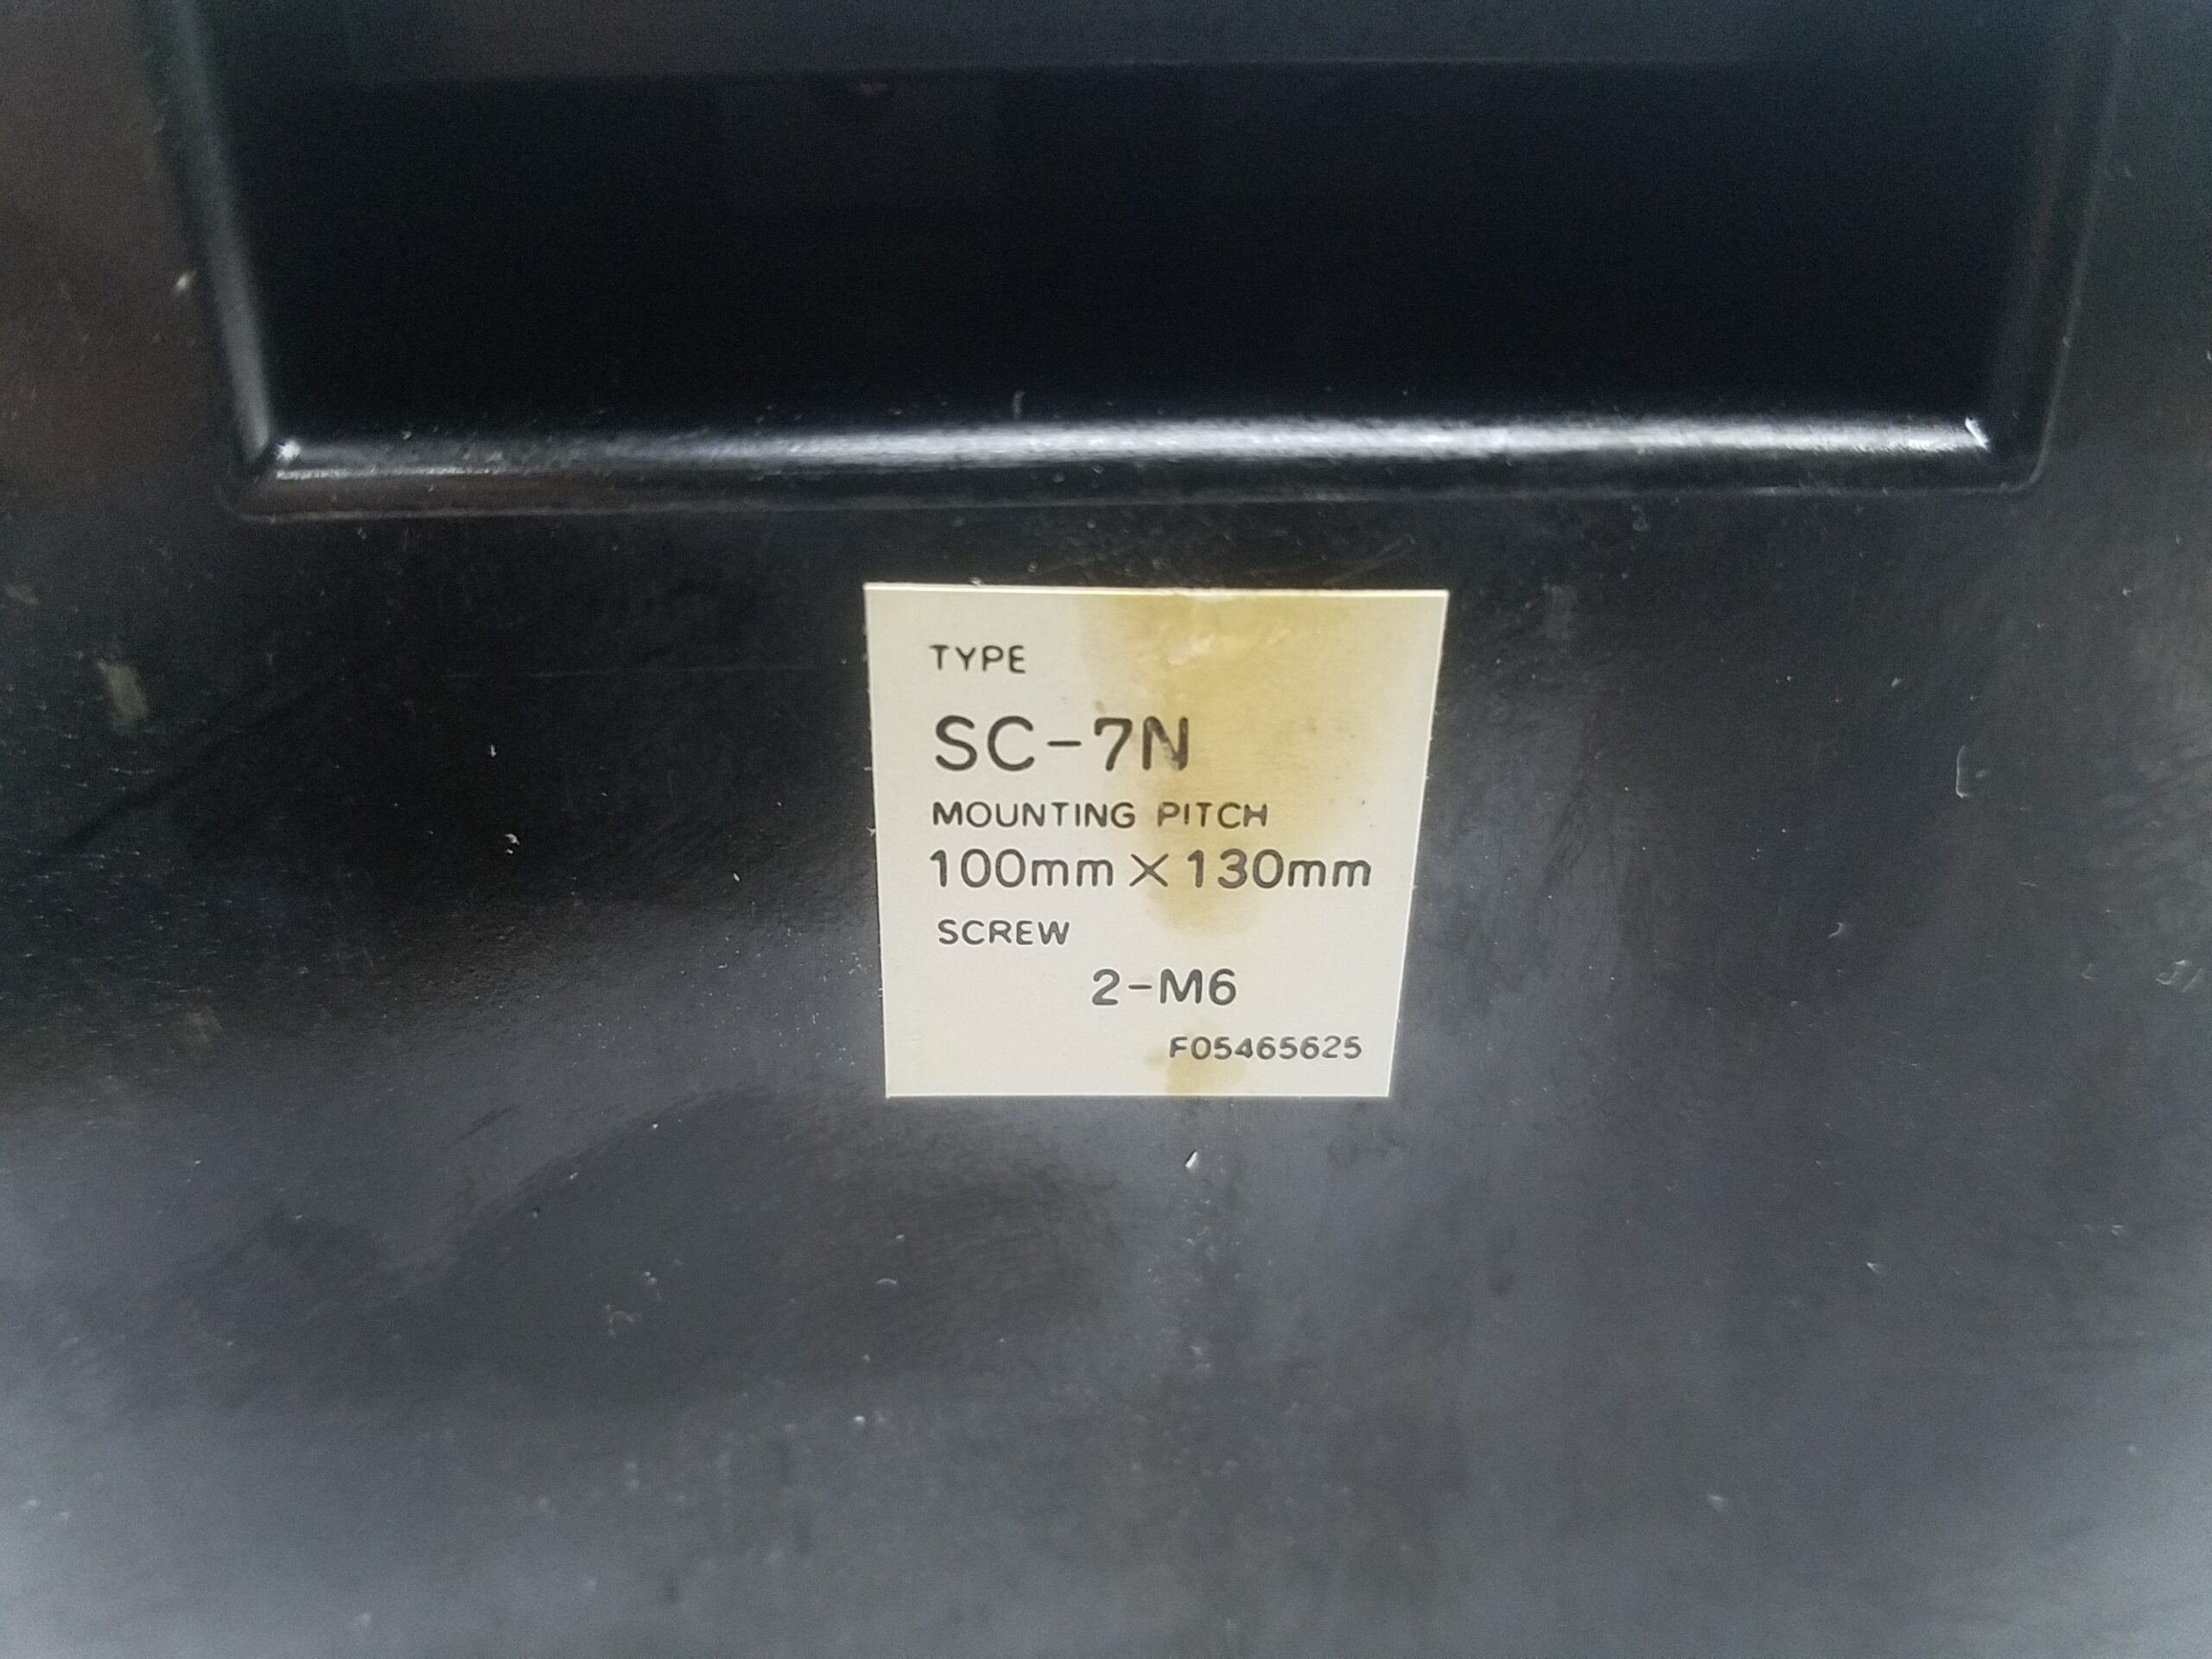 TYPE
SC-7N
MOUNTING PITCH
100mm×130mm
SCREW
2-M6
F05465625